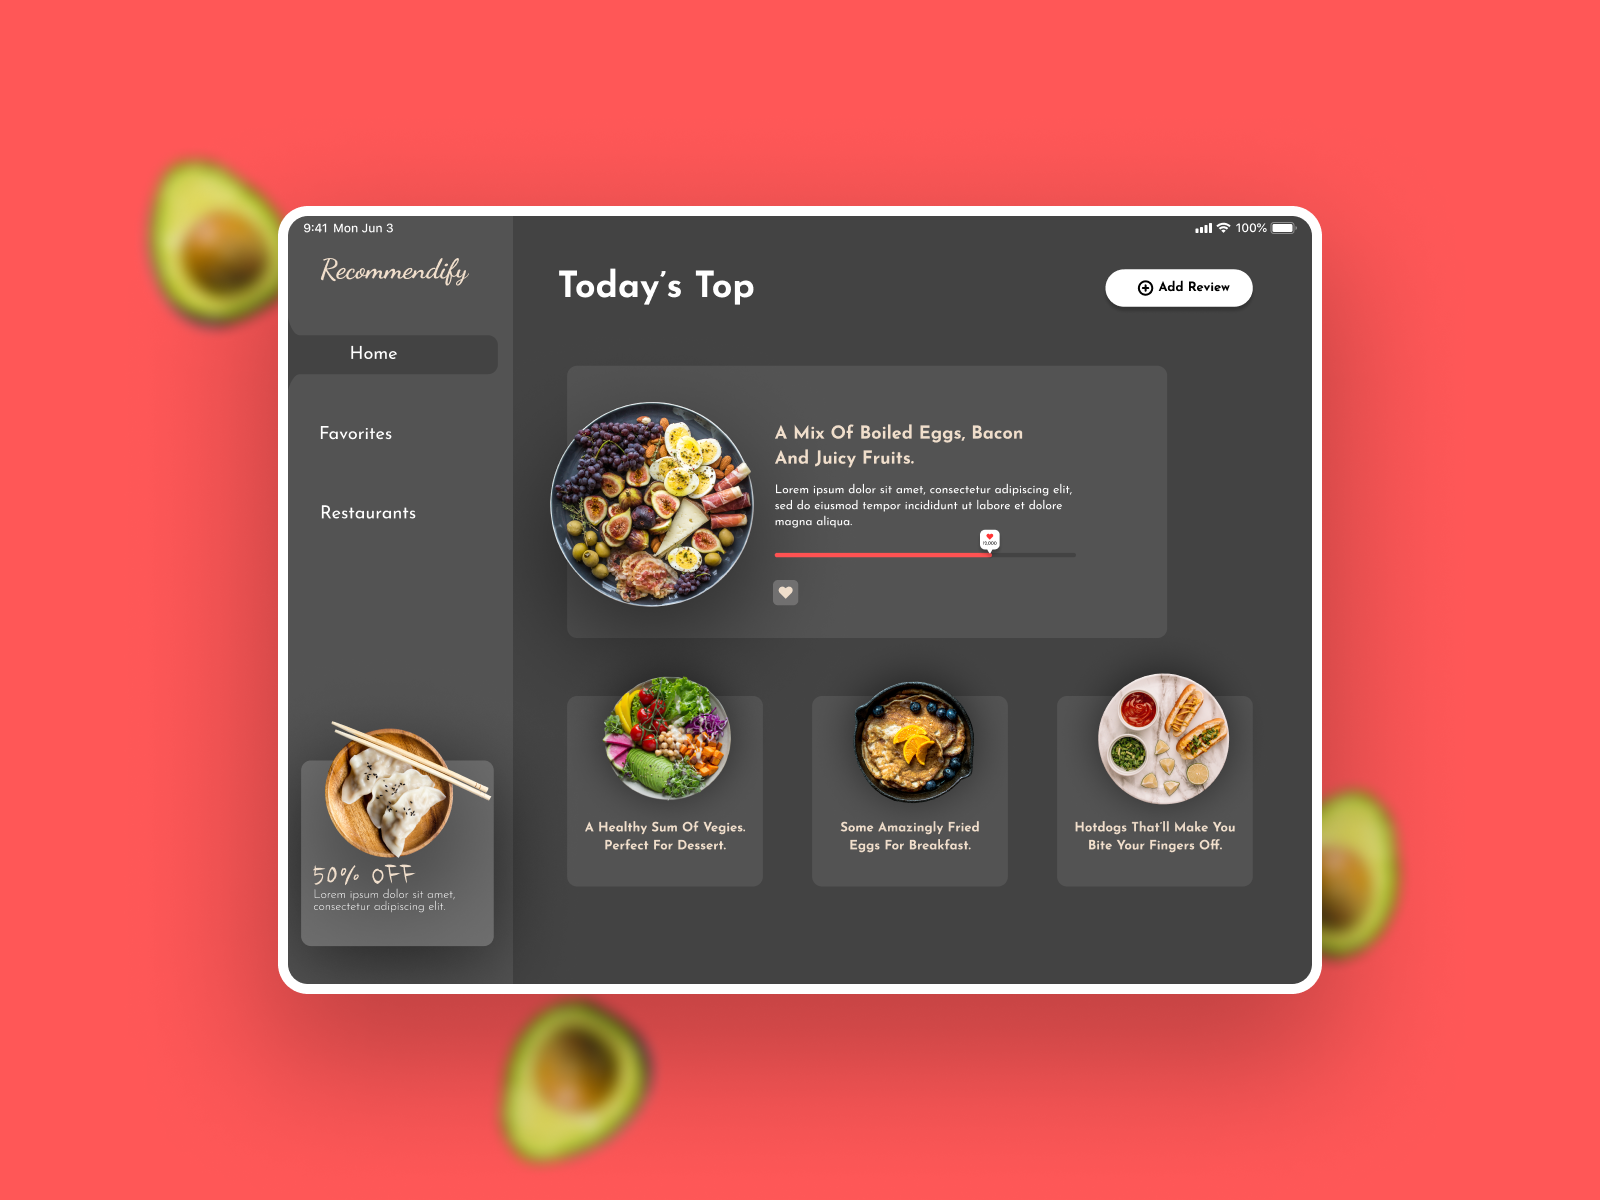 9:41 Mon Jun 3
100%
Recommendify
Today's Top
Add Review
Home
Favorites
Restaurants
A Mix Of Boiled Eggs, Bacon
And Juicy Fruits.
Lorem ipsum dolor sit amet, consectetur adipiscing elit,
sed do eiusmod tempor incididunt ut labore et dolore
magna aliqua.
A Healthy Sum Of Vegies.
Perfect For Dessert.
Some Amazingly Fried
Eggs For Breakfast.
Hotdogs That'll Make You
Bite Your Fingers Off.
50% OFF
Lorem ipsum dolor sit amet,
consectetur adipiscing elit.